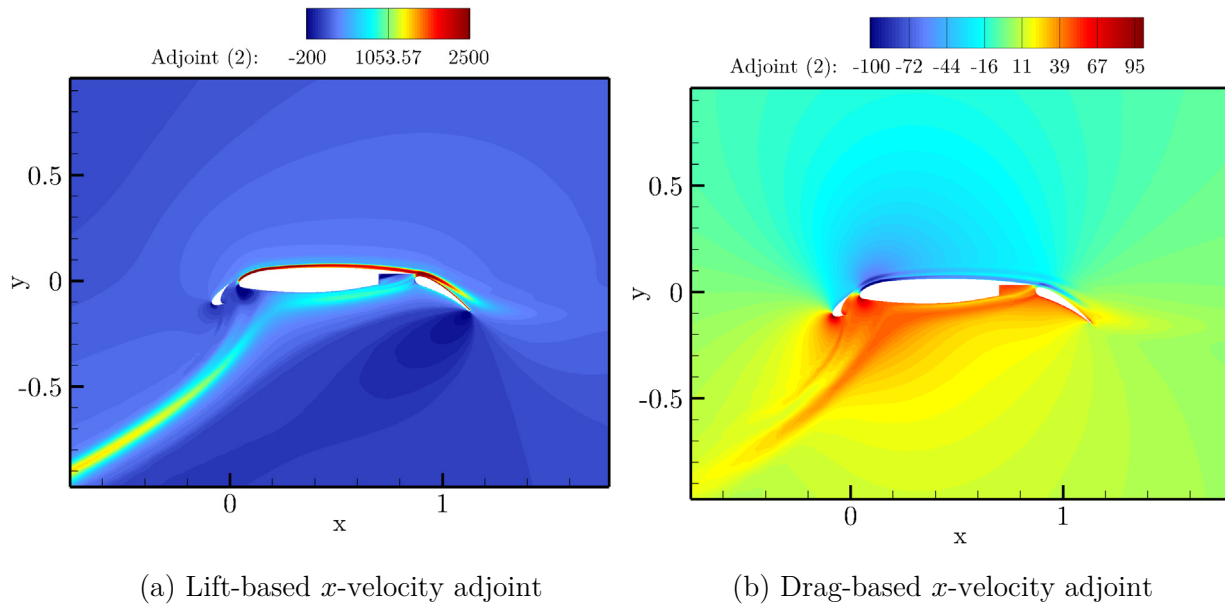 Adjoint (2): -200 1053.57 2500
y
0.5
0
-0.5
0 1
x
(a) Lift-based x-velocity adjoint
Adjoint (2): -100 -72 -44 -16 11 39 67 95
y
0.5
0
-0.5
0 1
x
(b) Drag-based x-velocity adjoint